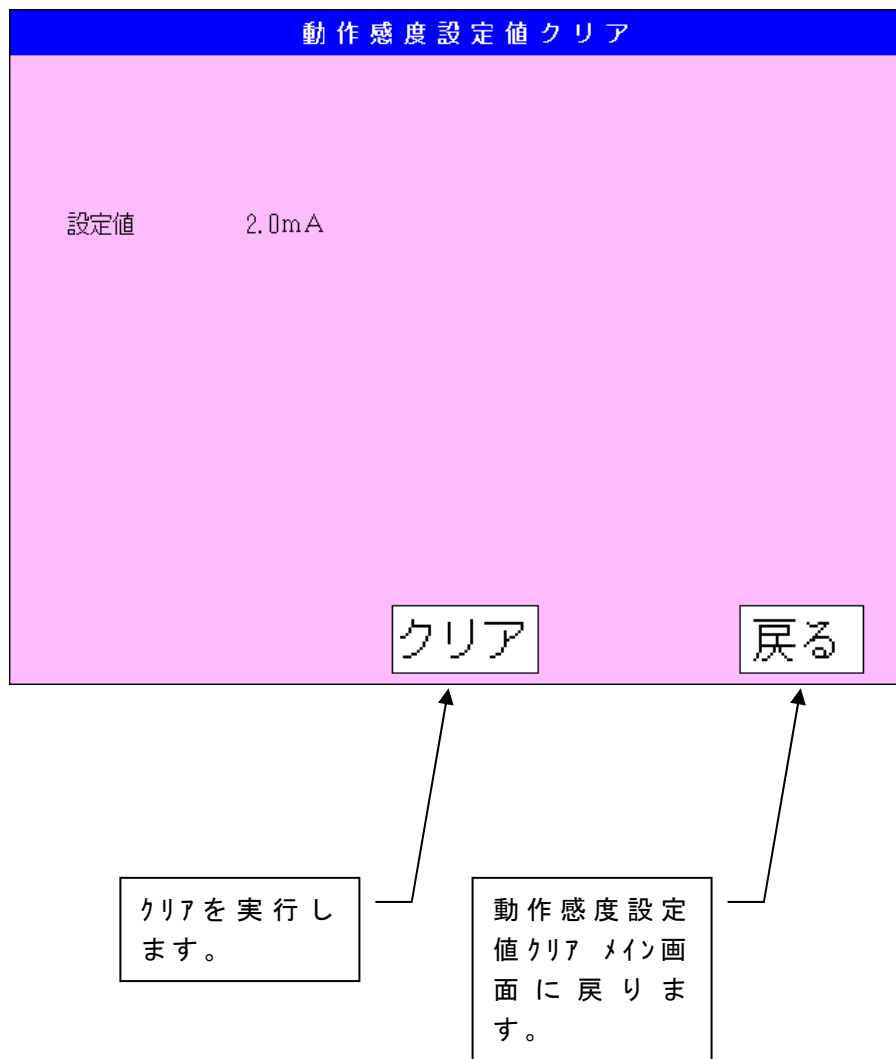 動作感度設定値クリア
設定値 2.0mA
クリア 戻る
ｸﾘｱを実行し
ます。
動作感度設定
値ｸﾘｱ ﾒｲﾝ画
面に戻りま
す。